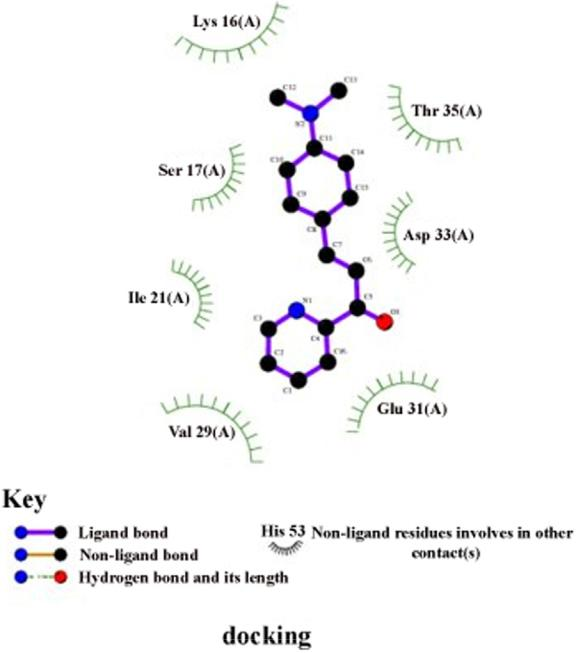 Lys 16(A)
C12
C13
N2
Thr 35(A)
C11
C10
C14
Ser 17(A)
C9
C15
C8
Asp 33(A)
C7
C6
Ile 21(A)
N1
C5
O1
C3
C4
C2
C16
C1
Glu 31(A)
Val 29(A)
Key
Ligand bond
His 53 Non-ligand residues involves in other
contact(s)
Non-ligand bond
Hydrogen bond and its length
docking